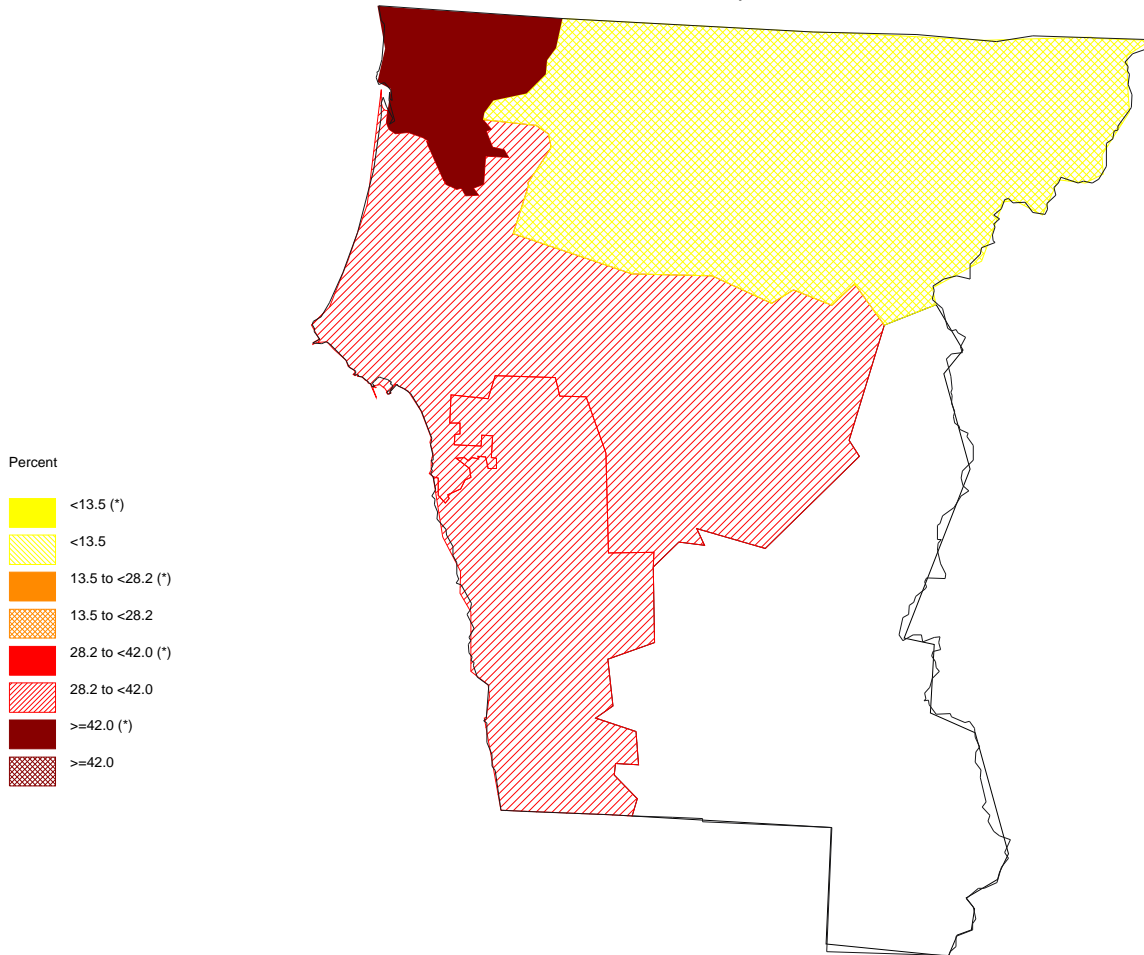 Percent
<13.5 (*)
<13.5
13.5 to <28.2 (*)
13.5 to <28.2
28.2 to <42.0 (*)
28.2 to <42.0
>=42.0 (*)
>=42.0